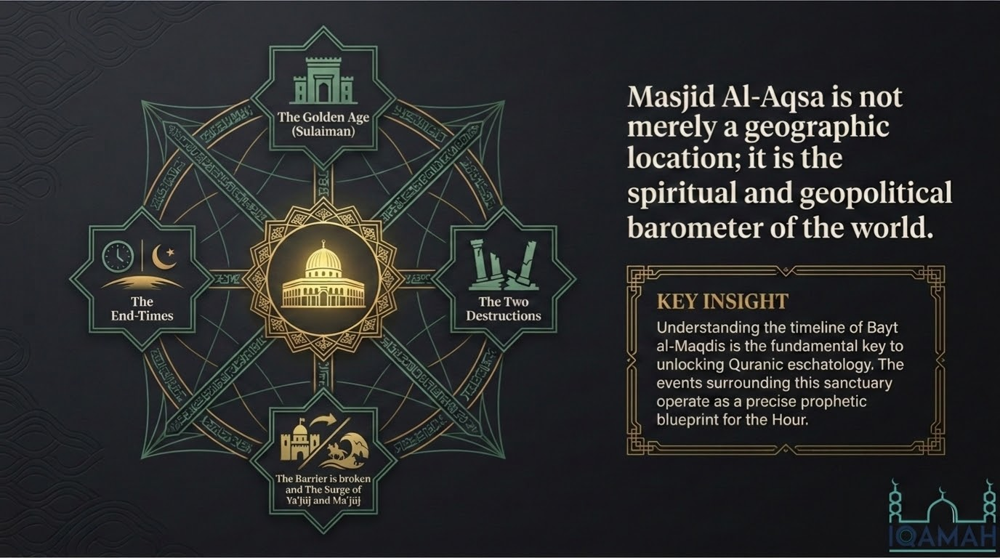 The Golden Age
(Sulaiman)
Masjid Al-Aqsa is not
merely a geographic
location; it is the
spiritual and geopolitical
barometer of the world.
The
End-Times
The Two
Destructions
KEY INSIGHT
Understanding the timeline of Bayt
al-Maqdis is the fundamental key to
unlocking Quranic eschatology. The
events surrounding this sanctuary
operate as a precise prophetic
blueprint for the Hour.
The Barrier is broken
and The Surge of
Ya'jūj and Ma'jūj
IQAMAH